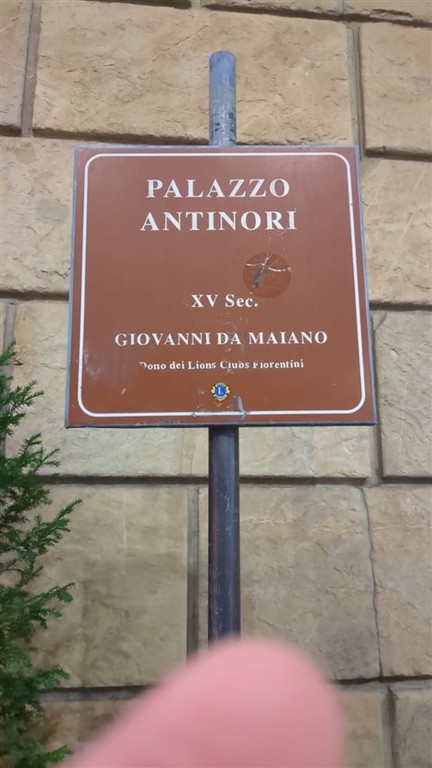 PALAZZO
ANTINORI
XV Sec.
GIOVANNI DA MAIANO
Dono dei Lions Clubs Fiorentini
L